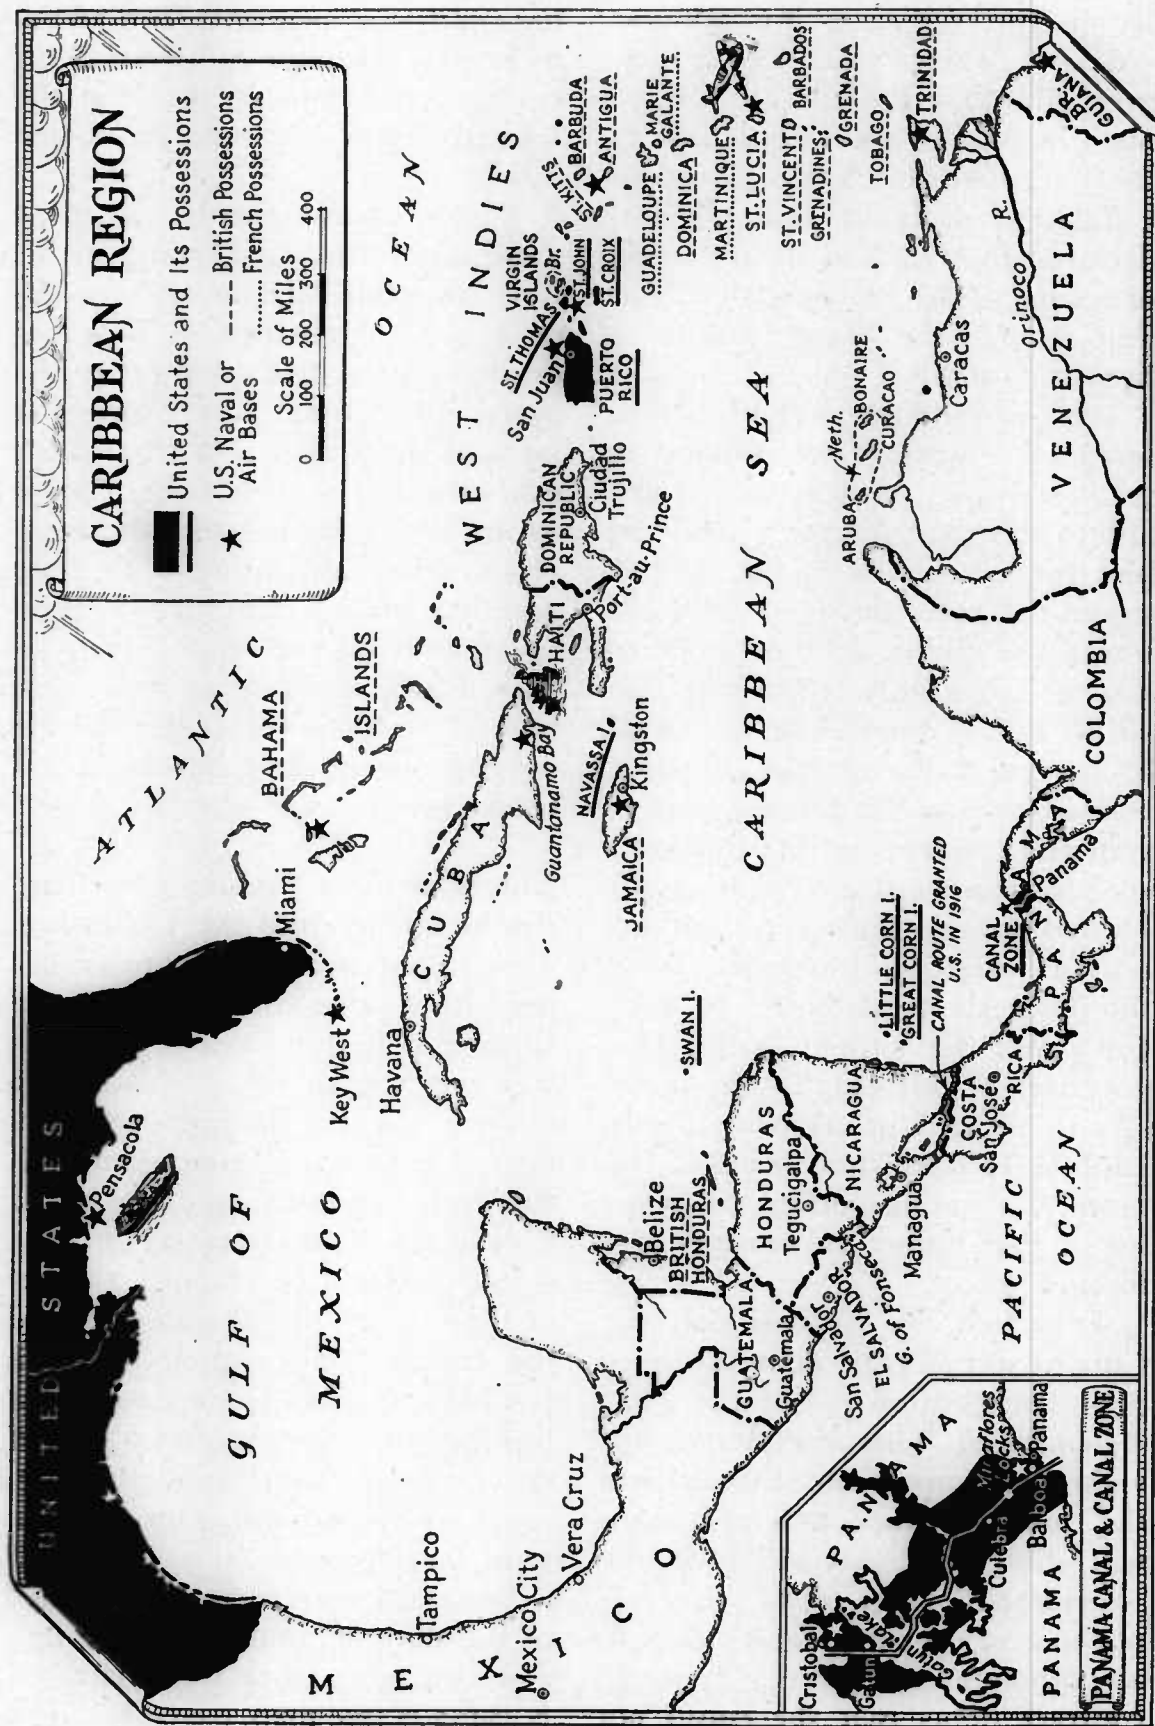 CARIBBEAN REGION
United States and Its Possessions
U.S. Naval or
Air Bases
---- British Possessions
........ French Possessions
Scale of Miles
0 100 200 300 400
UNITED STATES
Pensacola
Miami
Key West
GULF OF
MEXICO
ATLANTIC
OCEAN
BAHAMA
ISLANDS
Havana
CUBA
Guantanamo Bay
WEST INDIES
HAITI
Port-au-Prince
DOMINICAN
REPUBLIC
Ciudad
Trujillo
NAVASSA I.
JAMAICA
Kingston
San Juan
PUERTO
RICO
ST. THOMAS
VIRGIN
ISLANDS
Br.
ST. JOHN
ST. CROIX
ST. KITTS
BARBUDA
ANTIGUA
GUADELOUPE
MARIE
GALANTE
DOMINICA
MARTINIQUE
ST. LUCIA
ST. VINCENT
BARBADOS
GRENADINES
GRENADA
TOBAGO
TRINIDAD
BR.
GUIANA
CARIBBEAN SEA
SWAN I.
LITTLE CORN I.
GREAT CORN I.
CANAL ROUTE GRANTED
U.S. IN 1916
ARUBA
Neth.
BONAIRE
CURACAO
Caracas
Orinoco R.
VENEZUELA
COLOMBIA
CANAL
ZONE
PANAMA
Panama
COSTA
RICA
San José
NICARAGUA
Managua
HONDURAS
Tegucigalpa
G. of Fonseca
EL SALVADOR
San Salvador
GUATEMALA
Guatemala
BRITISH
HONDURAS
Belize
MEXICO
Tampico
Mexico City
Vera Cruz
PACIFIC
OCEAN
Cristobal
Gatun
Gatun Lake
PANAMA
Culebra
Miraflores
Locks
Balboa
Panama
PANAMA
PANAMA CANAL & CANAL ZONE